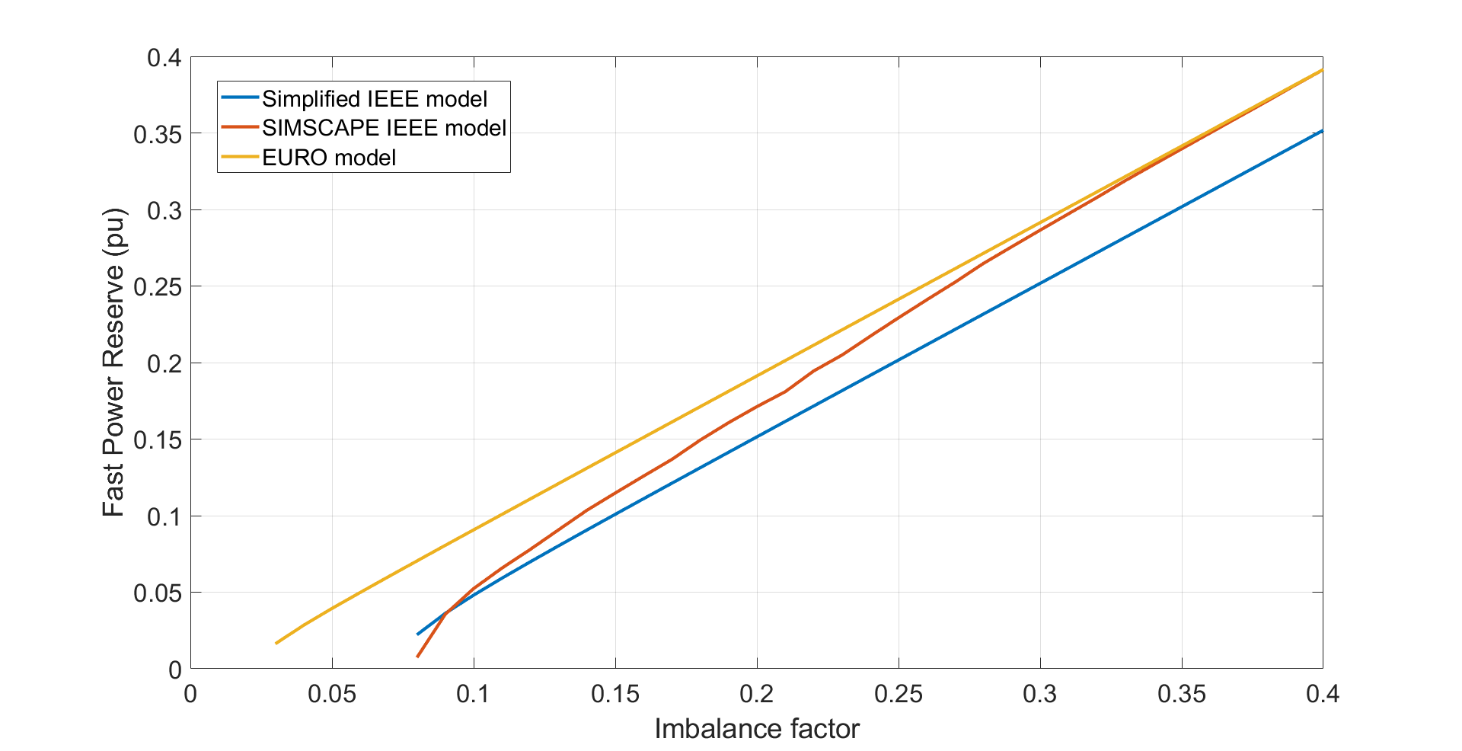 0.4
0.35
0.3
0.25
0.2
0.15
0.1
0.05
0
Fast Power Reserve (pu)
Simplified IEEE model
SIMSCAPE IEEE model
EURO model
0 0.05 0.1 0.15 0.2 0.25 0.3 0.35 0.4
Imbalance factor